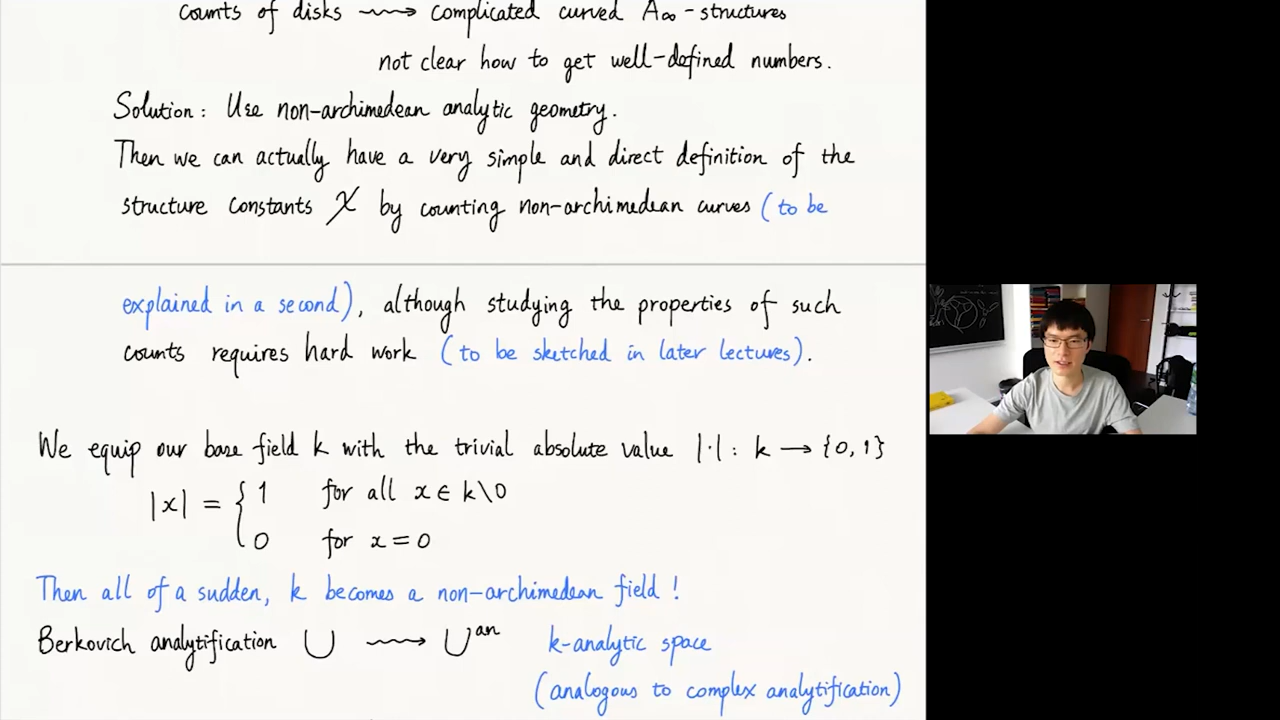 counts of disks ⟿ complicated curved A∞-structures
not clear how to get well-defined numbers.
Solution: Use non-archimedean analytic geometry.
Then we can actually have a very simple and direct definition of the
structure constants χ by counting non-archimedean curves (to be
explained in a second), although studying the properties of such
counts requires hard work (to be sketched in later lectures).
We equip our base field k with the trivial absolute value |·|: k ⟶ {0,1}
|x| = { 1 for all x ∈ k\0
0 for x = 0
Then all of a sudden, k becomes a non-archimedean field!
Berkovich analytification U ⟿ U^an k-analytic space
(analogous to complex analytification)